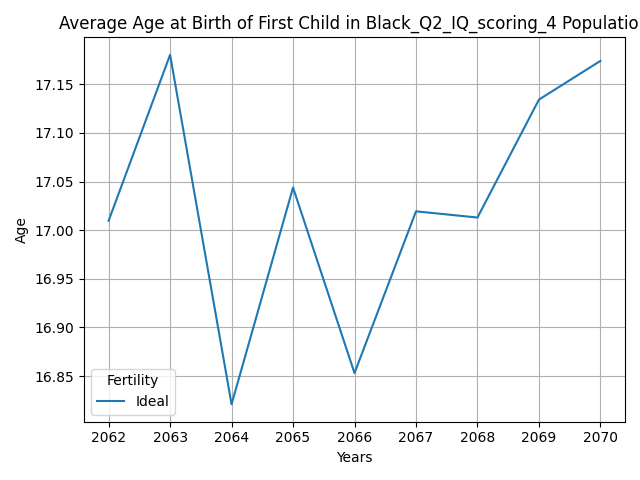 Average Age at Birth of First Child in Black_Q2_IQ_scoring_4 Populatio
17.15
17.10
17.05
17.00
16.95
16.90
16.85
Age
Fertility
Ideal
2062 2063 2064 2065 2066 2067 2068 2069 2070
Years